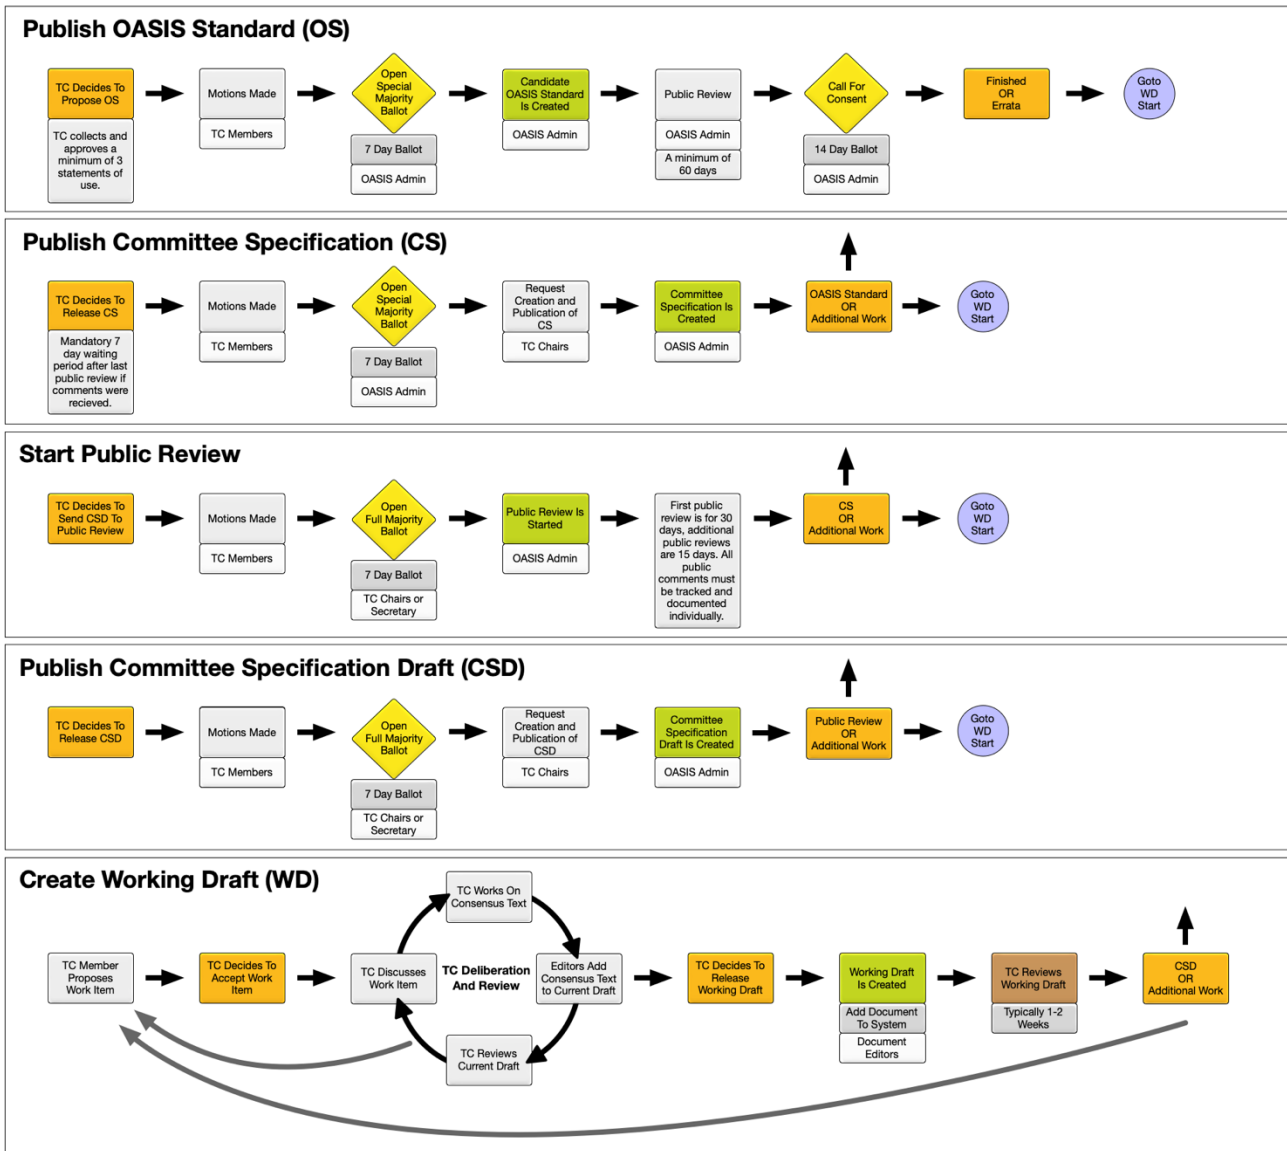 Publish OASIS Standard (OS)
TC Decides To
Propose OS
TC collects and
approves a
minimum of 3
statements of
use.
Motions Made
TC Members
Open
Special
Majority
Ballot
7 Day Ballot
OASIS Admin
Candidate
OASIS Standard
Is Created
OASIS Admin
Public Review
OASIS Admin
A minimum of
60 days
Call For
Consent
14 Day Ballot
OASIS Admin
Finished
OR
Errata
Goto
WD
Start
Publish Committee Specification (CS)
TC Decides To
Release CS
Mandatory 7
day waiting
period after last
public review if
comments were
recieved.
Motions Made
TC Members
Open
Special
Majority
Ballot
7 Day Ballot
OASIS Admin
Request
Creation and
Publication of
CS
TC Chairs
Committee
Specification Is
Created
OASIS Admin
OASIS Standard
OR
Additional Work
Goto
WD
Start
Start Public Review
TC Decides To
Send CSD To
Public Review
Motions Made
TC Members
Open
Full Majority
Ballot
7 Day Ballot
TC Chairs or
Secretary
Public Review Is
Started
OASIS Admin
First public
review is for 30
days, additional
public reviews
are 15 days. All
public
comments must
be tracked and
documented
individually.
CS
OR
Additional Work
Goto
WD
Start
Publish Committee Specification Draft (CSD)
TC Decides To
Release CSD
Motions Made
TC Members
Open
Full Majority
Ballot
7 Day Ballot
TC Chairs or
Secretary
Request
Creation and
Publication of
CSD
TC Chairs
Committee
Specification
Draft Is Created
OASIS Admin
Public Review
OR
Additional Work
Goto
WD
Start
Create Working Draft (WD)
TC Member
Proposes
Work Item
TC Decides To
Accept Work
Item
TC Discusses
Work Item
TC Works On
Consensus Text
TC Deliberation
And Review
Editors Add
Consensus Text
to Current Draft
TC Reviews
Current Draft
TC Decides To
Release
Working Draft
Working Draft
Is Created
Add Document
To System
Document
Editors
TC Reviews
Working Draft
Typically 1-2
Weeks
CSD
OR
Additional Work